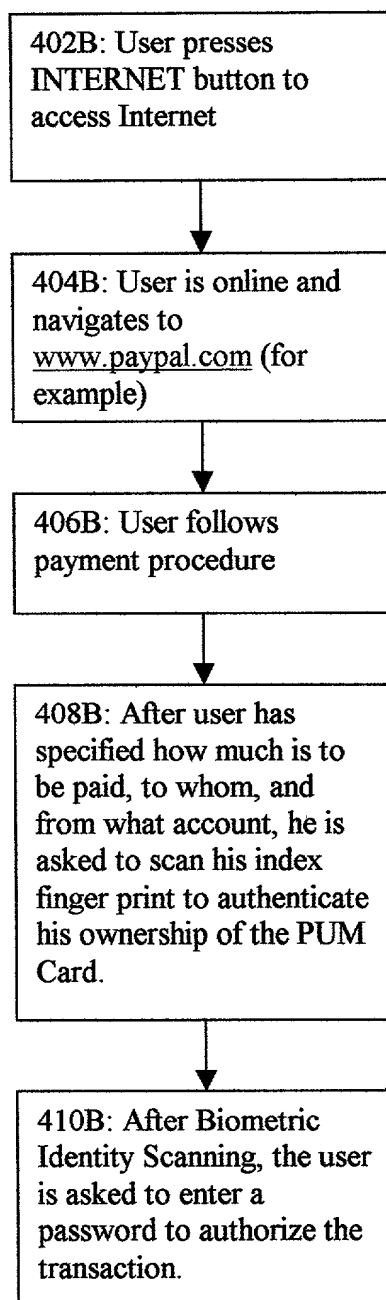 402B: User presses
INTERNET button to
access Internet
404B: User is online and
navigates to
www.paypal.com (for
example)
406B: User follows
payment procedure
408B: After user has
specified how much is to
be paid, to whom, and
from what account, he is
asked to scan his index
finger print to authenticate
his ownership of the PUM
Card.
410B: After Biometric
Identity Scanning, the user
is asked to enter a
password to authorize the
transaction.